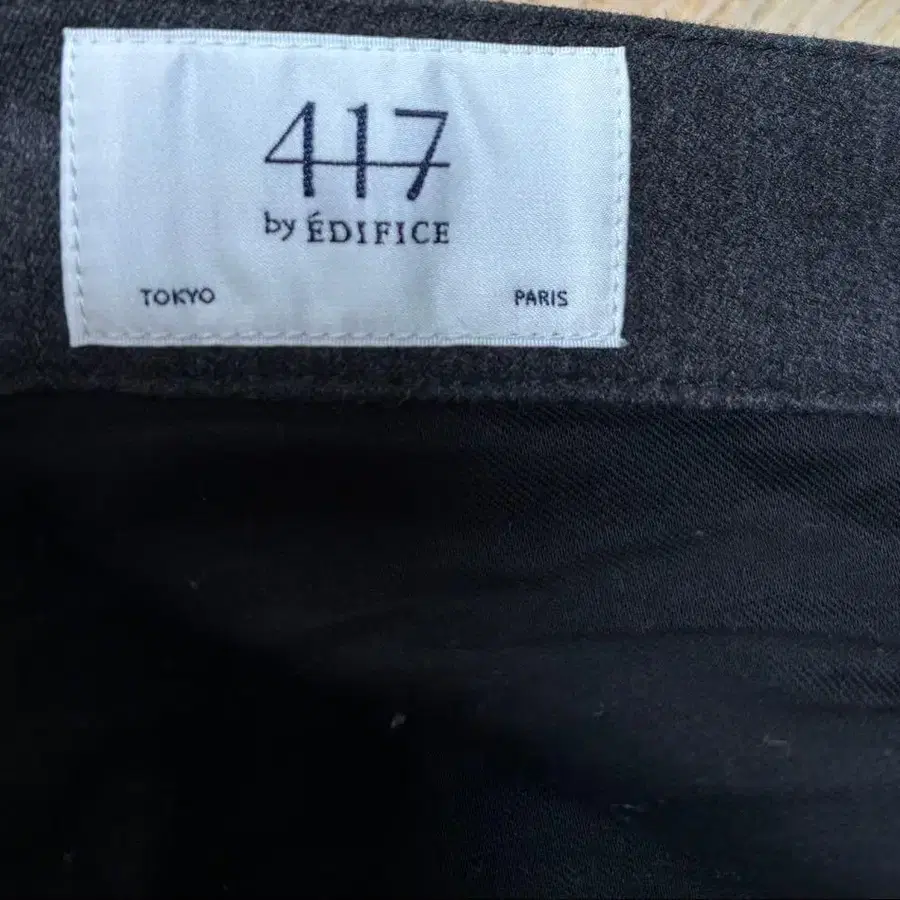 417
by ÉDIFICE
TOKYO PARIS